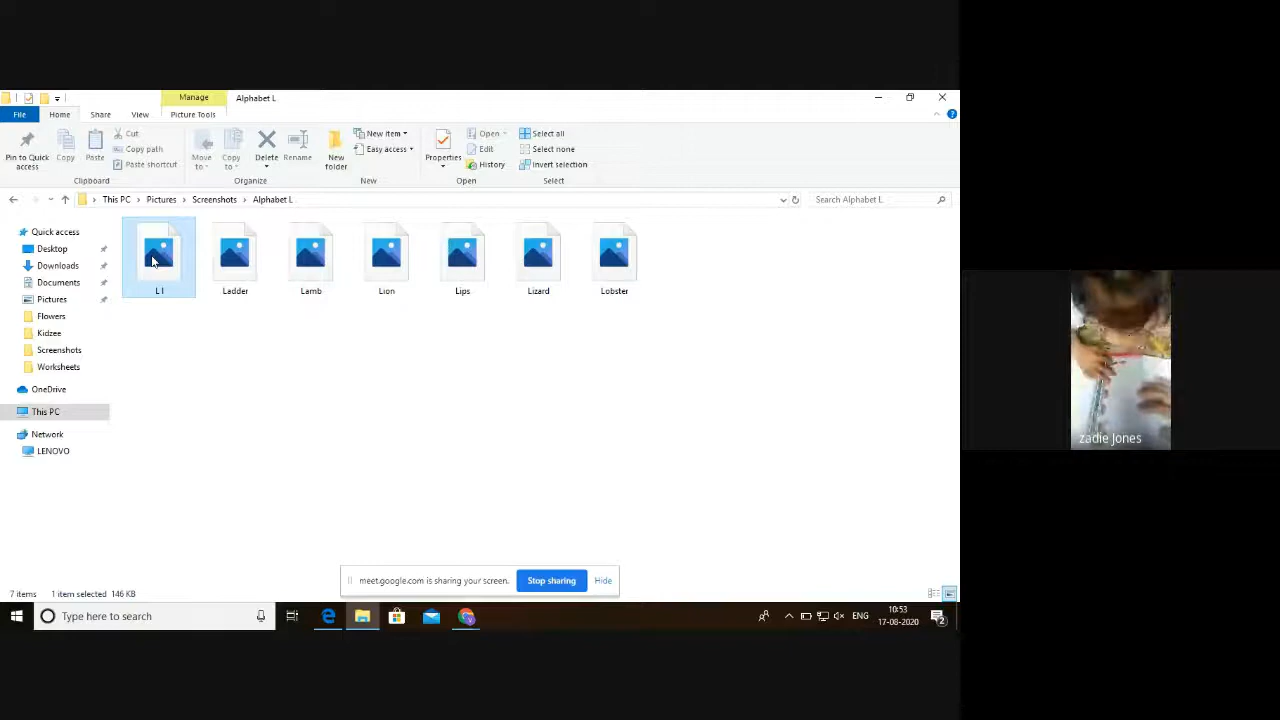 Manage
Alphabet L
File
Home
Share
View
Picture Tools
Pin to Quick access
Copy
Paste
Cut
Copy path
Paste shortcut
Clipboard
Move to
Copy to
Delete
Rename
Organize
New folder
New item
Easy access
New
Properties
Open
Edit
History
Open
Select all
Select none
Invert selection
Select
This PC
Pictures
Screenshots
Alphabet L
Search Alphabet L
Quick access
Desktop
Downloads
Documents
Pictures
Flowers
Kidzee
Screenshots
Worksheets
OneDrive
This PC
Network
LENOVO
Ladder
Lamb
Lion
Lips
Lizard
Lobster
zadie Jones
meet.google.com is sharing your screen.
Stop sharing
Hide
7 items
1 item selected 146 KB
Type here to search
ENG
10:53
17-08-2020
2